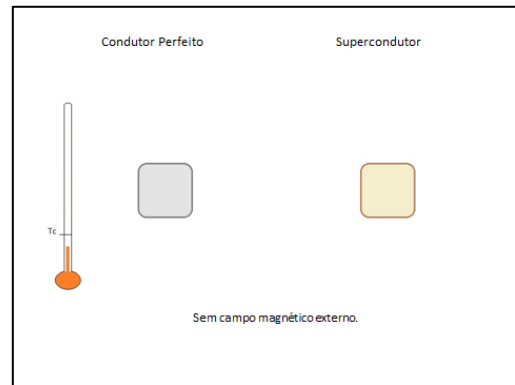 Condutor Perfeito
Supercondutor
Tc
Sem campo magnético externo.